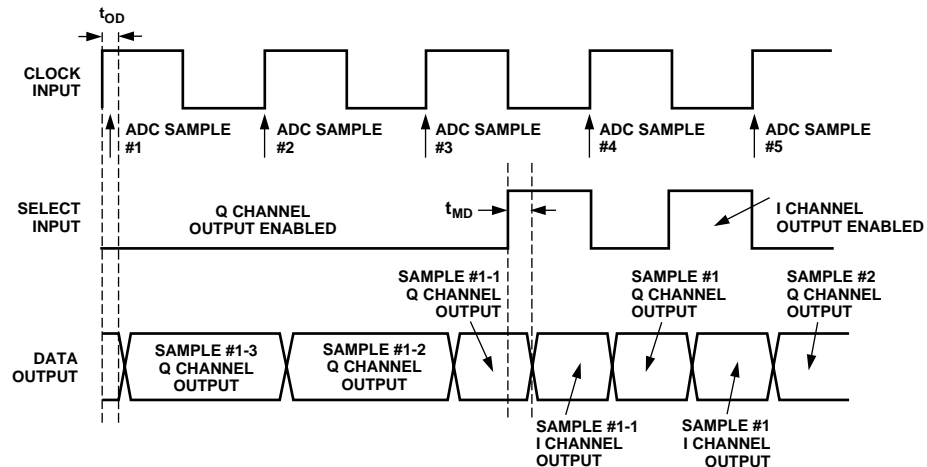 tOD
CLOCK
INPUT
ADC SAMPLE
#1
ADC SAMPLE
#2
ADC SAMPLE
#3
ADC SAMPLE
#4
ADC SAMPLE
#5
SELECT
INPUT
Q CHANNEL
OUTPUT ENABLED
tMD
I CHANNEL
OUTPUT ENABLED
SAMPLE #1-1
Q CHANNEL
OUTPUT
SAMPLE #1
Q CHANNEL
OUTPUT
SAMPLE #2
Q CHANNEL
OUTPUT
DATA
OUTPUT
SAMPLE #1-3
Q CHANNEL
OUTPUT
SAMPLE #1-2
Q CHANNEL
OUTPUT
SAMPLE #1-1
I CHANNEL
OUTPUT
SAMPLE #1
I CHANNEL
OUTPUT